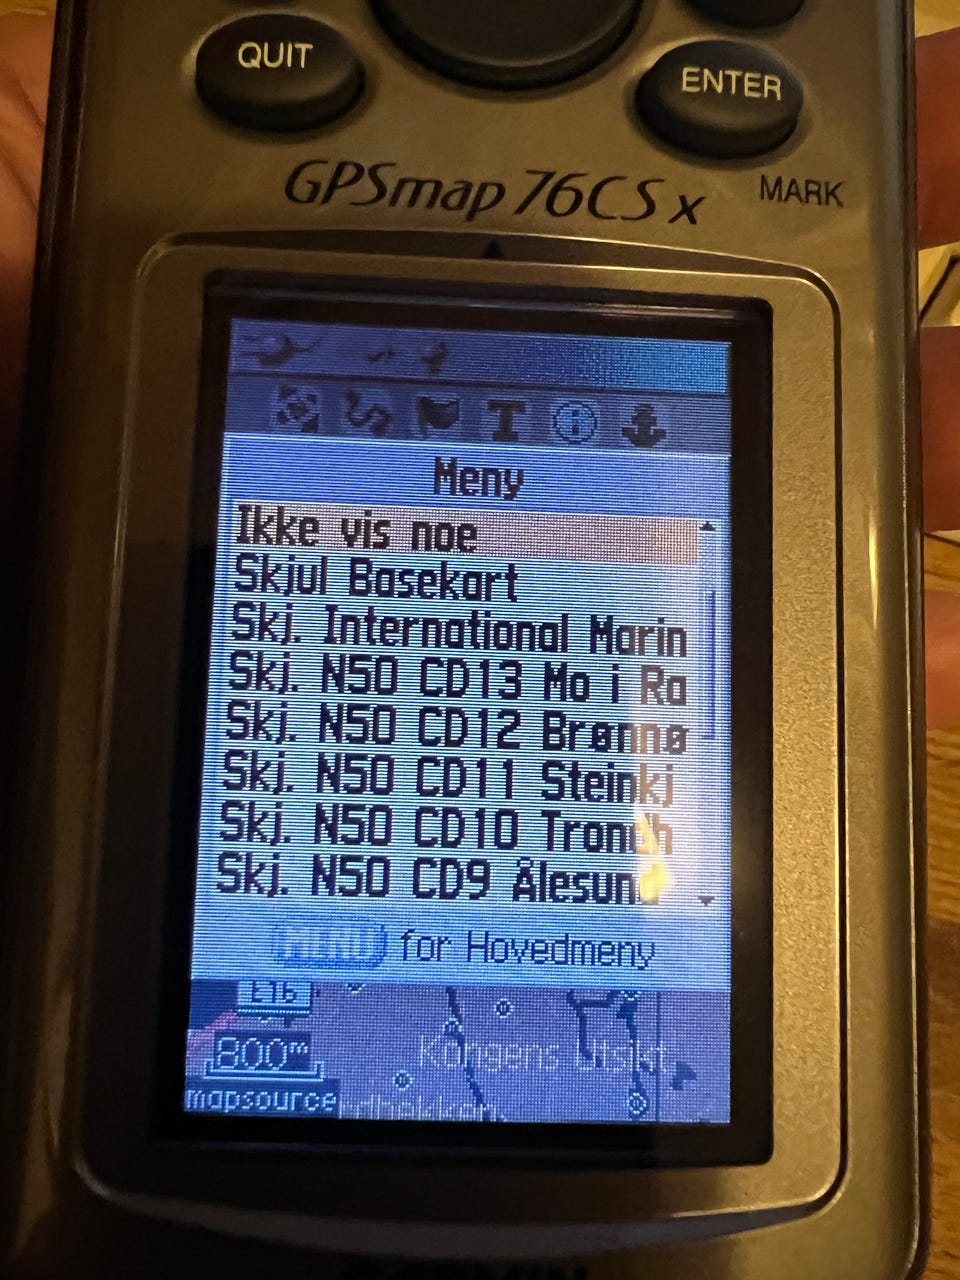 QUIT
ENTER
GPSmap 76CSx
MARK
T
Meny
Ikke vis noe
Skjul Basekart
Skj. International Marin
Skj. N50 CD13 Mo i Ra
Skj. N50 CD12 Brønnø
Skj. N50 CD11 Steinkj
Skj. N50 CD10 Trondh
Skj. N50 CD9 Ålesund
MENU for Hovedmeny
E16
Kongens Utsikt
800m
mapsource